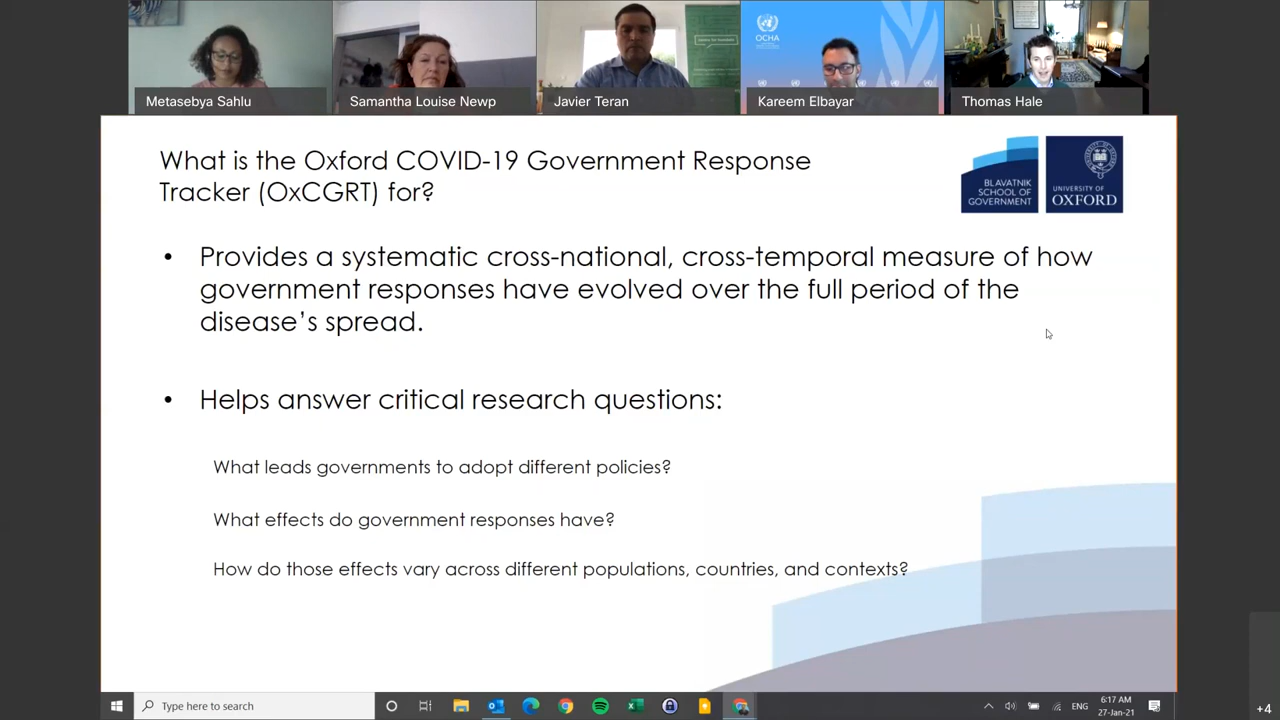 OCHA
Metasebya Sahlu
Samantha Louise Newp
Javier Teran
Kareem Elbayar
Thomas Hale
What is the Oxford COVID-19 Government Response
Tracker (OxCGRT) for?
BLAVATNIK
SCHOOL OF
GOVERNMENT
UNIVERSITY OF
OXFORD
• Provides a systematic cross-national, cross-temporal measure of how
government responses have evolved over the full period of the
disease’s spread.
• Helps answer critical research questions:
What leads governments to adopt different policies?
What effects do government responses have?
How do those effects vary across different populations, countries, and contexts?
Type here to search
ENG
6:17 AM
27-Jan-21
+4